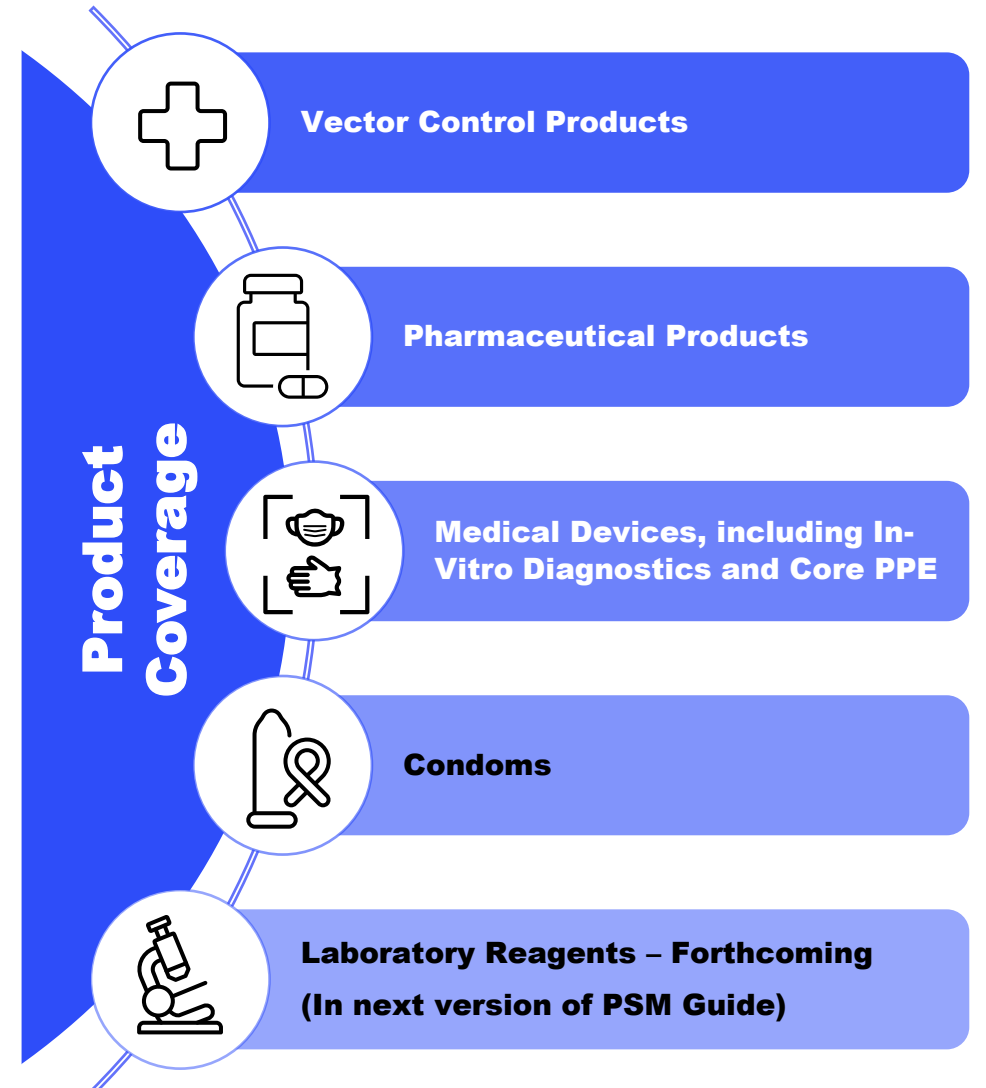 Product
Coverage
Vector Control Products
Pharmaceutical Products
Medical Devices, including In-
Vitro Diagnostics and Core PPE
Condoms
Laboratory Reagents – Forthcoming
(In next version of PSM Guide)